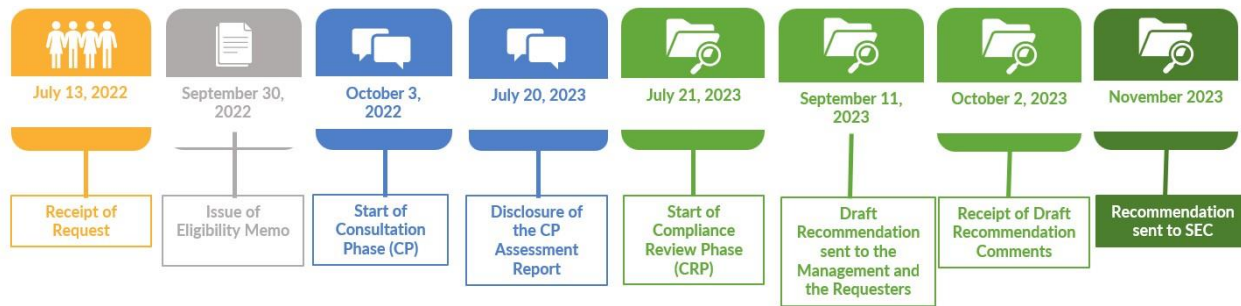 July 13, 2022
September 30,
2022
October 3,
2022
July 20, 2023
July 21, 2023
September 11,
2023
October 2, 2023
November 2023
Receipt of
Request
Issue of
Eligibility Memo
Start of
Consultation
Phase (CP)
Disclosure of
the CP
Assessment
Report
Start of
Compliance
Review Phase
(CRP)
Draft
Recommendation
sent to the
Management and
the Requesters
Receipt of Draft
Recommendation
Comments
Recommendation
sent to SEC